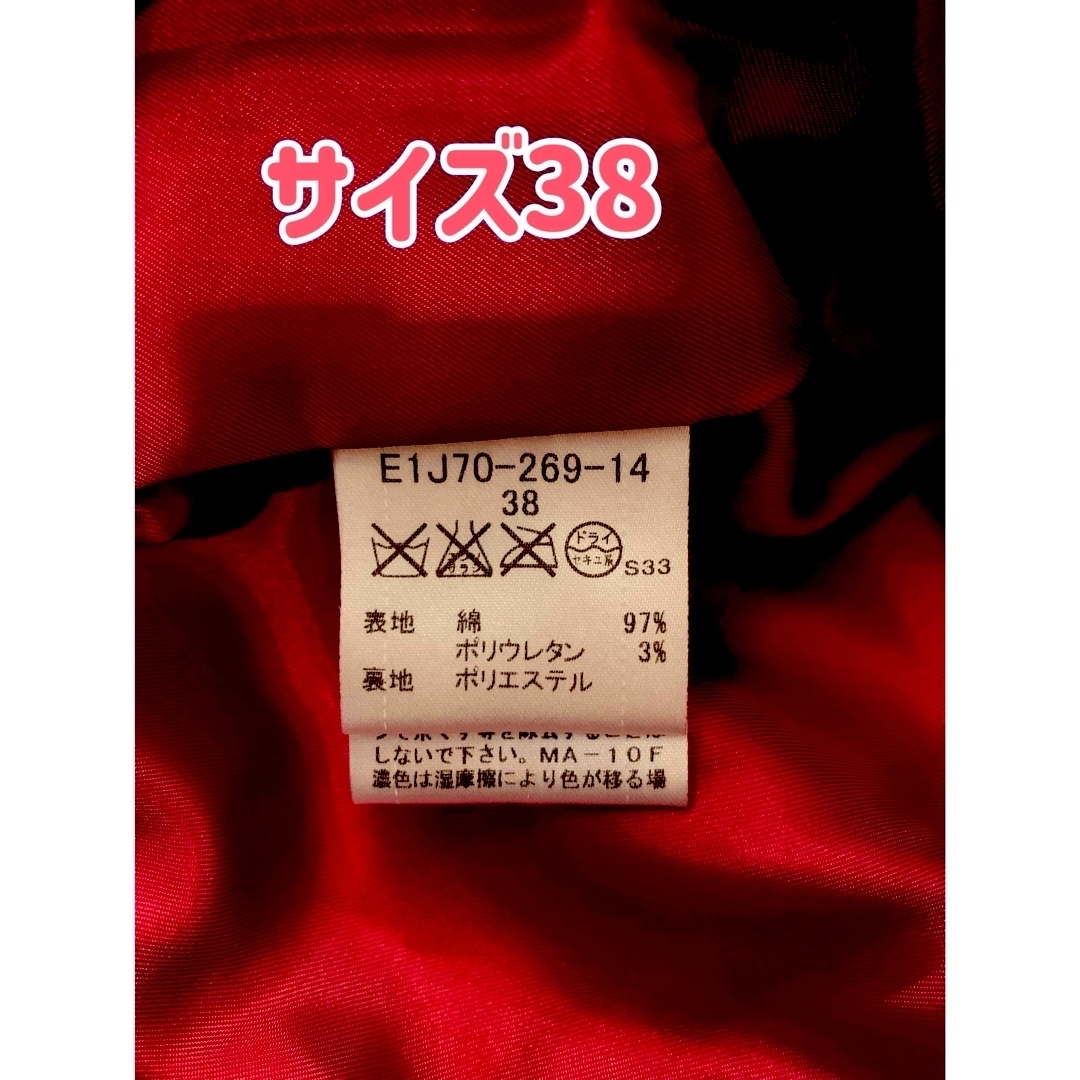 サイズ38
E1J70-269-14
38
ドライ
セキユ系
S33
表地 綿 97%
ポリウレタン 3%
裏地 ポリエステル
しないで下さい。MA-10F
濃色は湿摩擦により色が移る場